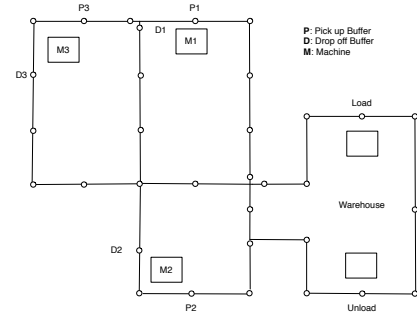 P3
P1
D1
M3
M1
D3
P: Pick up Buffer
D: Drop off Buffer
M: Machine
Load
Warehouse
D2
M2
P2
Unload